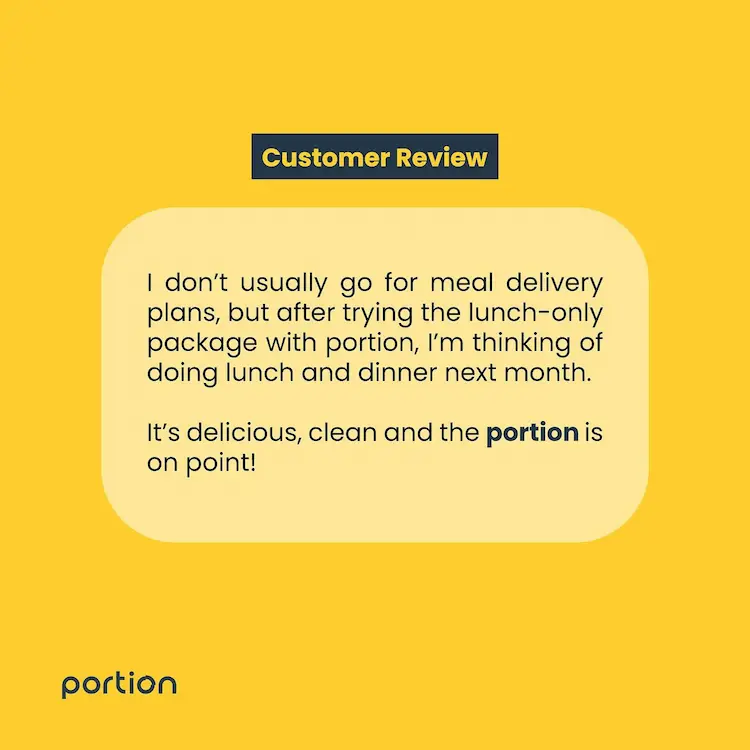 Customer Review
I don’t usually go for meal delivery
plans, but after trying the lunch-only
package with portion, I’m thinking of
doing lunch and dinner next month.
It’s delicious, clean and the portion is
on point!
portion